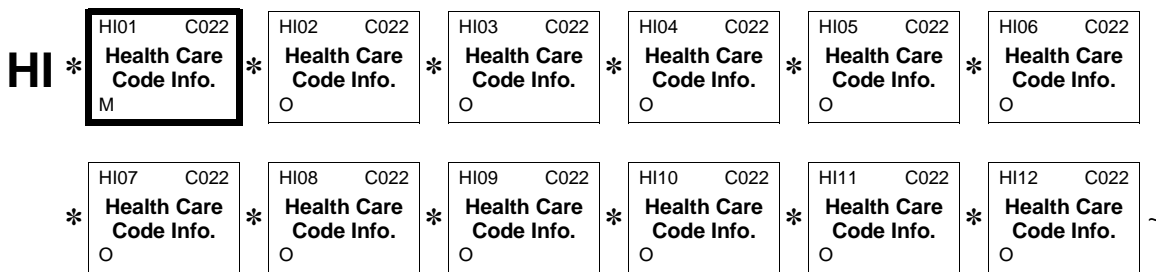 HI01 C022 HI02 C022 HI03 C022 HI04 C022 HI05 C022 HI06 C022
HI * Health Care * Health Care * Health Care * Health Care * Health Care * Health Care
Code Info. Code Info. Code Info. Code Info. Code Info. Code Info.
M O O O O O
HI07 C022 HI08 C022 HI09 C022 HI10 C022 HI11 C022 HI12 C022
* Health Care * Health Care * Health Care * Health Care * Health Care * Health Care ~
Code Info. Code Info. Code Info. Code Info. Code Info. Code Info.
O O O O O O